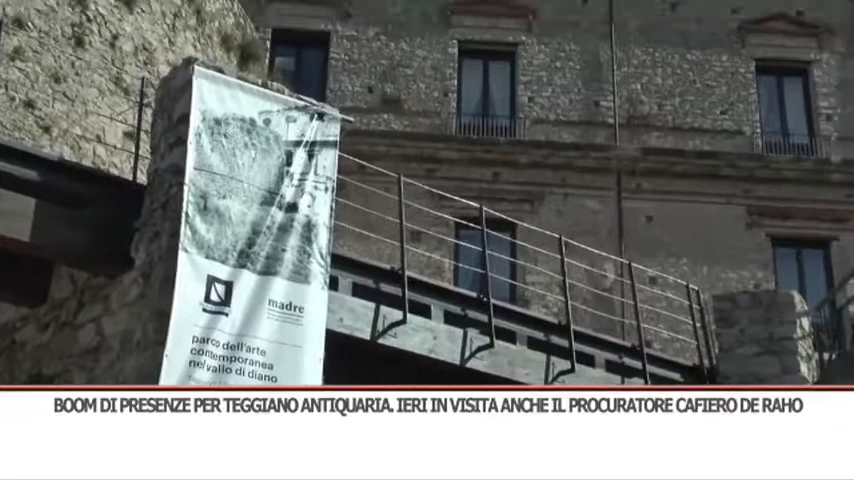 N
madre
parco dell'arte
contemporanea
nel vallo di diano
BOOM DI PRESENZE PER TEGGIANO ANTIQUARIA. IERI IN VISITA ANCHE IL PROCURATORE CAFIERO DE RAHO